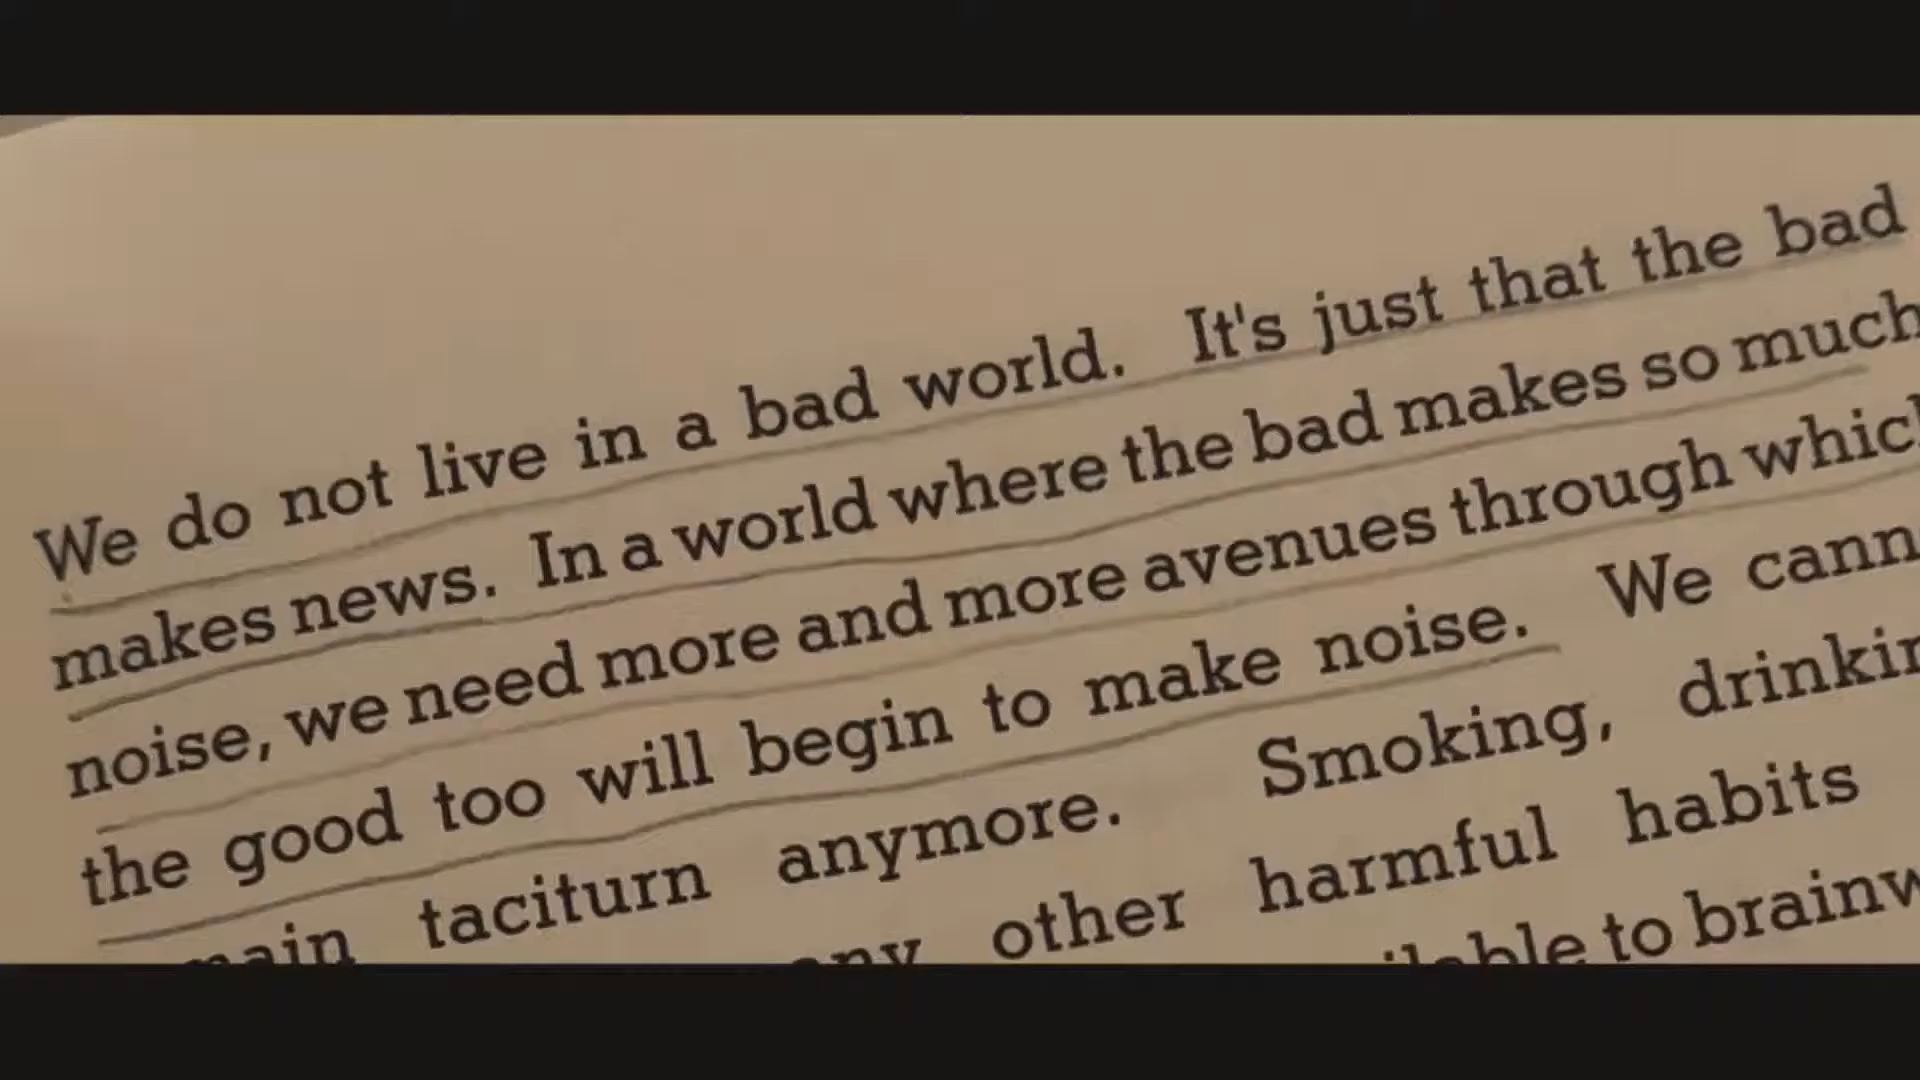 We do not live in a bad world. It's just that the bad
makes news. In a world where the bad makes so much
noise, we need more and more avenues through which
the good too will begin to make noise. We
taciturn anymore. Smoking,
other harmful habits
to